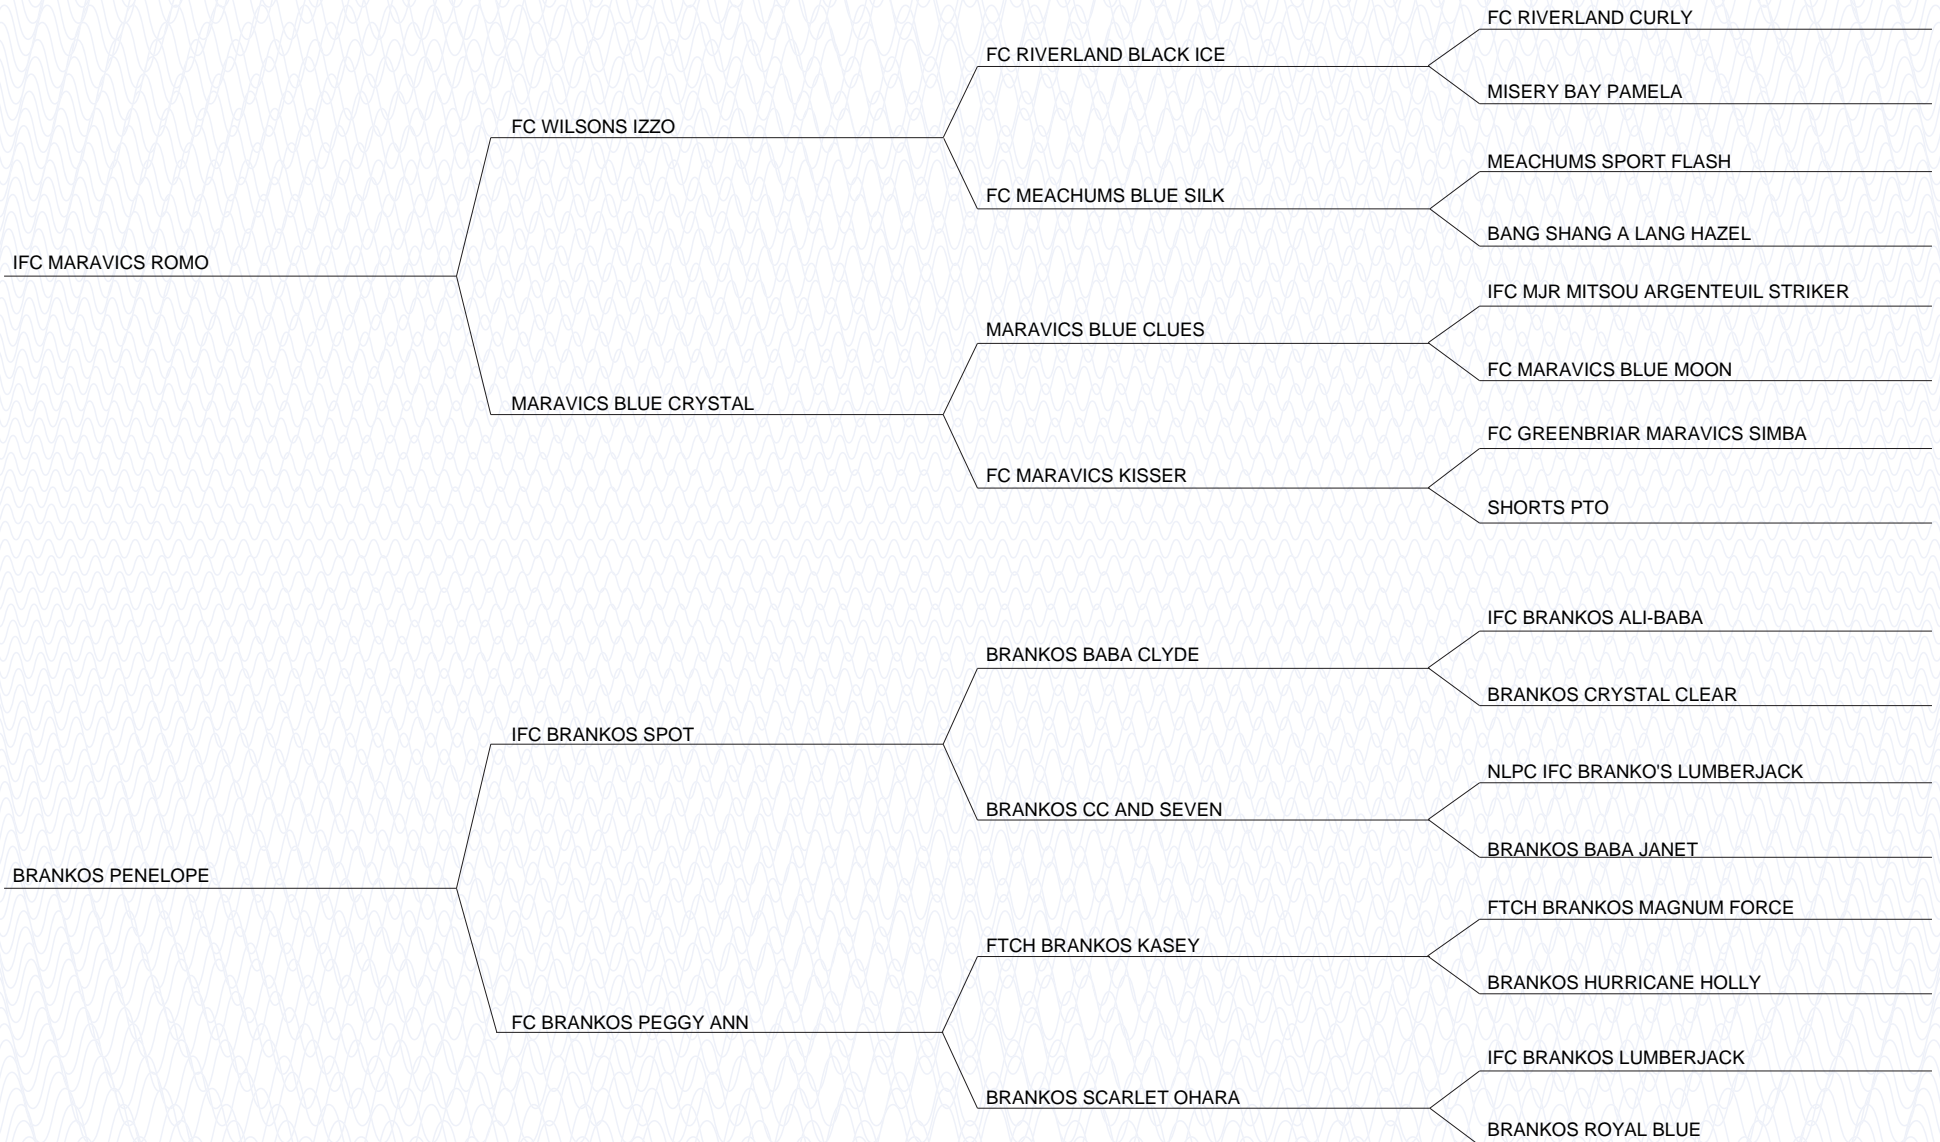 FC RIVERLAND CURLY
FC RIVERLAND BLACK ICE
MISERY BAY PAMELA
FC WILSONS IZZO
MEACHUMS SPORT FLASH
FC MEACHUMS BLUE SILK
BANG SHANG A LANG HAZEL
IFC MARAVICS ROMO
IFC MJR MITSOU ARGENTEUIL STRIKER
MARAVICS BLUE CLUES
FC MARAVICS BLUE MOON
MARAVICS BLUE CRYSTAL
FC GREENBRIAR MARAVICS SIMBA
FC MARAVICS KISSER
SHORTS PTO
IFC BRANKOS ALI-BABA
BRANKOS BABA CLYDE
BRANKOS CRYSTAL CLEAR
IFC BRANKOS SPOT
NLPC IFC BRANKO'S LUMBERJACK
BRANKOS CC AND SEVEN
BRANKOS BABA JANET
BRANKOS PENELOPE
FTCH BRANKOS MAGNUM FORCE
FTCH BRANKOS KASEY
BRANKOS HURRICANE HOLLY
FC BRANKOS PEGGY ANN
IFC BRANKOS LUMBERJACK
BRANKOS SCARLET OHARA
BRANKOS ROYAL BLUE